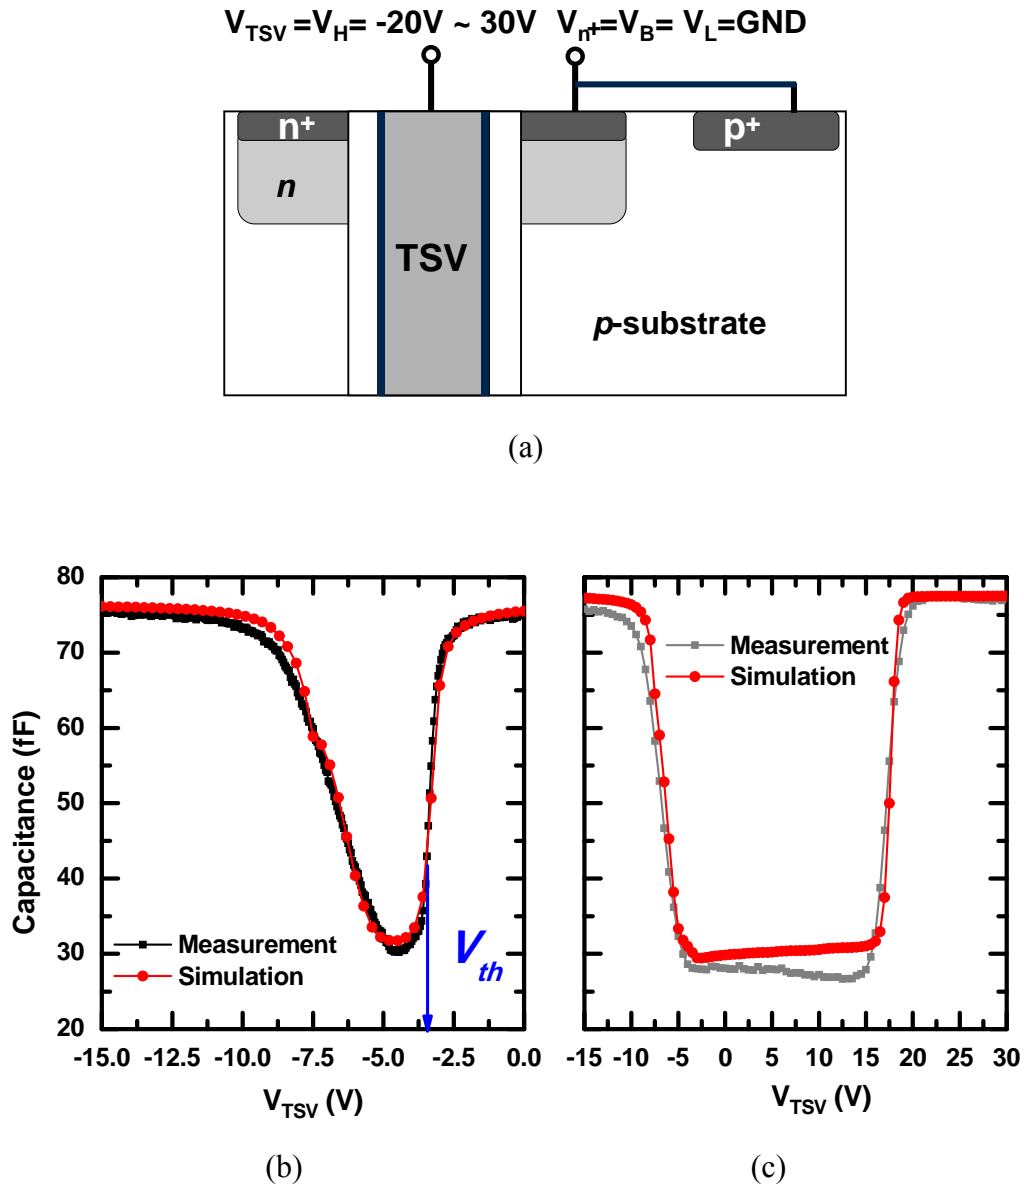 V_TSV =V_H= -20V ~ 30V V_n+=V_B= V_L=GND
n+ p+
n
TSV
p-substrate
(a)
80
70
60
50
40
30
20
Capacitance (fF)
Measurement
Simulation
V_th
-15.0 -12.5 -10.0 -7.5 -5.0 -2.5 0.0
V_TSV (V)
(b)
Measurement
Simulation
-15 -10 -5 0 5 10 15 20 25 30
V_TSV (V)
(c)